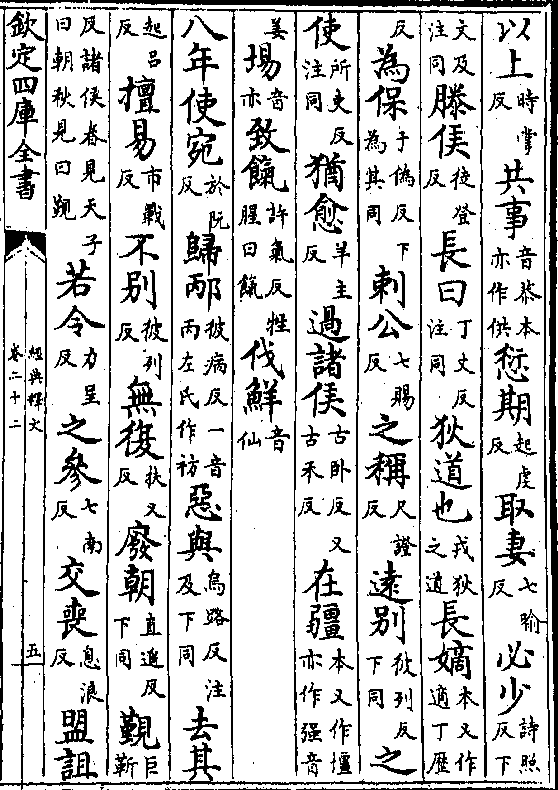 以上時掌反共事音恭本亦作供愆期起虔反取妻七喻反必少詩照反下
文及注同滕侯徒登反長曰丁丈反注同狄道也戎狄之道長嫡本又作適丁歷
反為保于偽反下為其同刺公七賜反之稱尺證反遠別彼列反下同之
使所吏反注同猶愈羊主反過諸侯古卧反又古禾反在疆本又作壃亦作强音
姜埸音亦致餼許氣反牲腥曰餼伐鮮音仙
八年使宛於阮反歸邴彼病反一音丙左氏作祊惡與烏路反注及下同去其
起呂反擅易市戰反不別彼列反無復扶又反廢朝直遥反下同覲巨靳
反諸侯春見天子曰朝秋見曰覲若令力呈反之參七南反交喪息浪反盟詛
欽定四庫全書
經典釋文
卷二十二
五